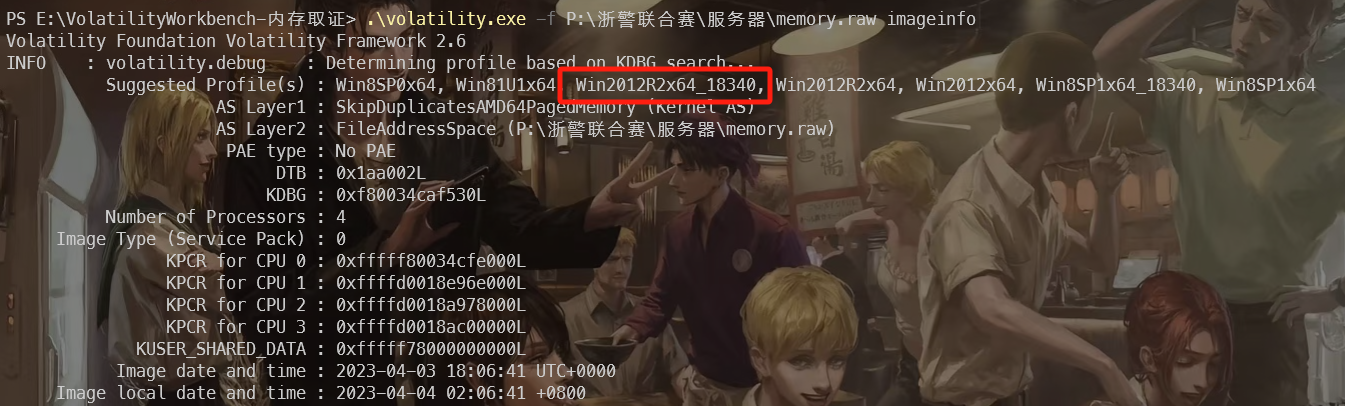 PS E:\VolatilityWorkbench-内存取证> .\volatility.exe -f P:\浙警联合赛\服务器\memory.raw imageinfo
Volatility Foundation Volatility Framework 2.6
INFO    : volatility.debug    : Determining profile based on KDBG search...
          Suggested Profile(s) : Win8SP0x64, Win81U1x64, Win2012R2x64_18340, Win2012R2x64, Win2012x64, Win8SP1x64_18340, Win8SP1x64
                     AS Layer1 : SkipDuplicatesAMD64PagedMemory (Kernel AS)
                     AS Layer2 : FileAddressSpace (P:\浙警联合赛\服务器\memory.raw)
                      PAE type : No PAE
                           DTB : 0x1aa002L
                          KDBG : 0xf80034caf530L
          Number of Processors : 4
     Image Type (Service Pack) : 0
                KPCR for CPU 0 : 0xfffff80034cfe000L
                KPCR for CPU 1 : 0xffffd0018e96e000L
                KPCR for CPU 2 : 0xffffd0018a978000L
                KPCR for CPU 3 : 0xffffd0018ac00000L
             KUSER_SHARED_DATA : 0xfffff78000000000L
           Image date and time : 2023-04-03 18:06:41 UTC+0000
     Image local date and time : 2023-04-04 02:06:41 +0800